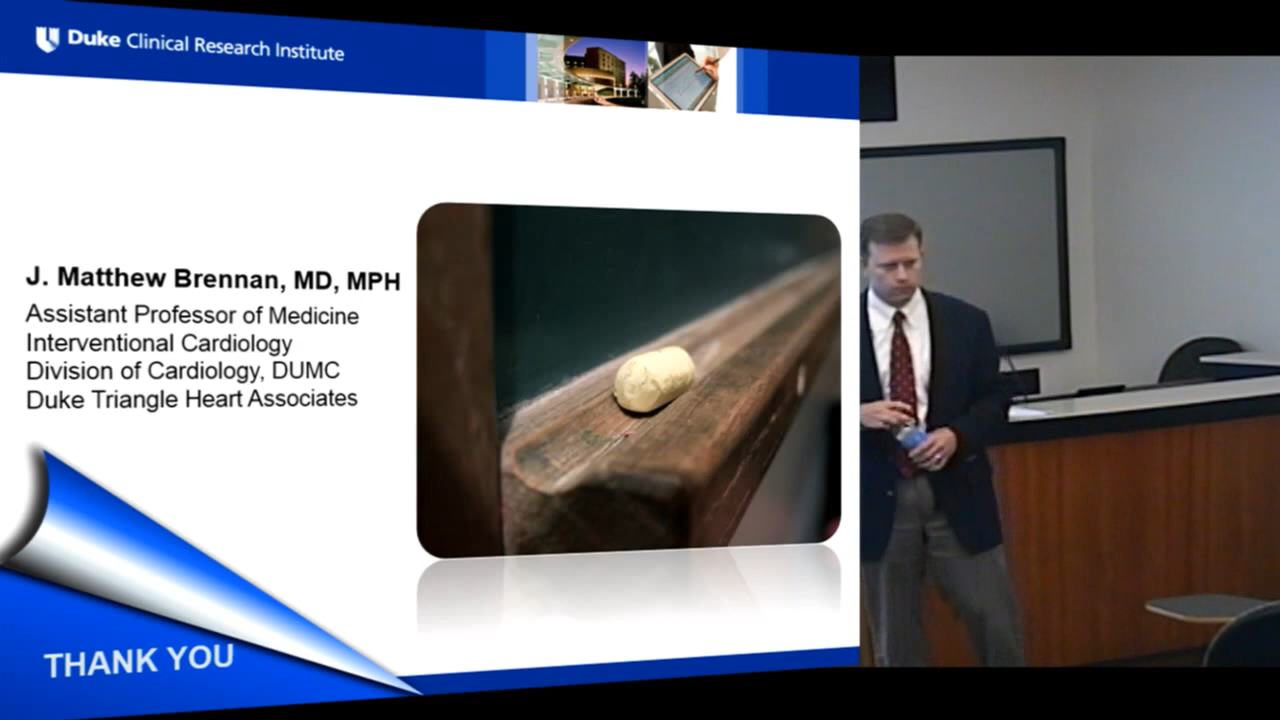 Duke Clinical Research Institute
J. Matthew Brennan, MD, MPH
Assistant Professor of Medicine
Interventional Cardiology
Division of Cardiology, DUMC
Duke Triangle Heart Associates
THANK YOU